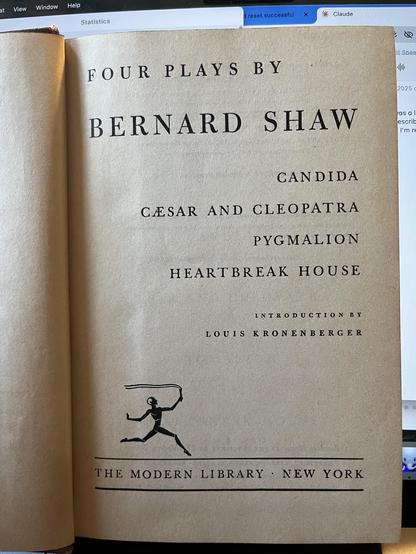 View Window Help
Statistics
reset successful
Claude
FOUR PLAYS BY
BERNARD SHAW
CANDIDA
CÆSAR AND CLEOPATRA
PYGMALION
HEARTBREAK HOUSE
INTRODUCTION BY
LOUIS KRONENBERGER
THE MODERN LIBRARY · NEW YORK